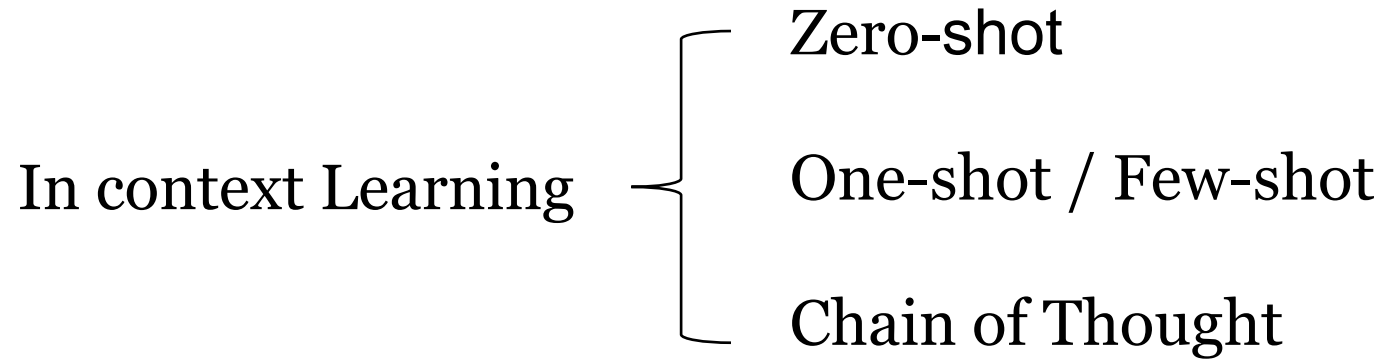 Zero-shot
In context Learning
One-shot / Few-shot
Chain of Thought